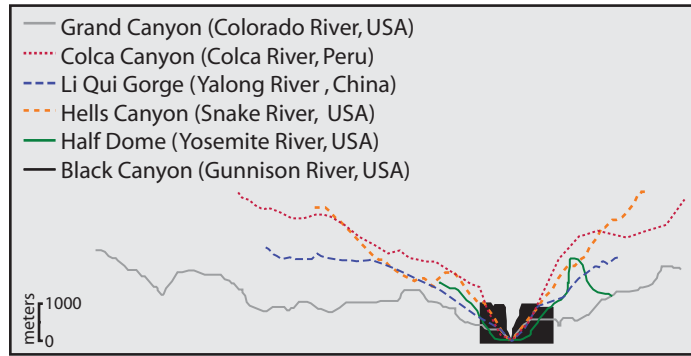 Grand Canyon (Colorado River, USA)
Colca Canyon (Colca River, Peru)
Li Qui Gorge (Yalong River , China)
Hells Canyon (Snake River, USA)
Half Dome (Yosemite River, USA)
Black Canyon (Gunnison River, USA)
meters
1000
0